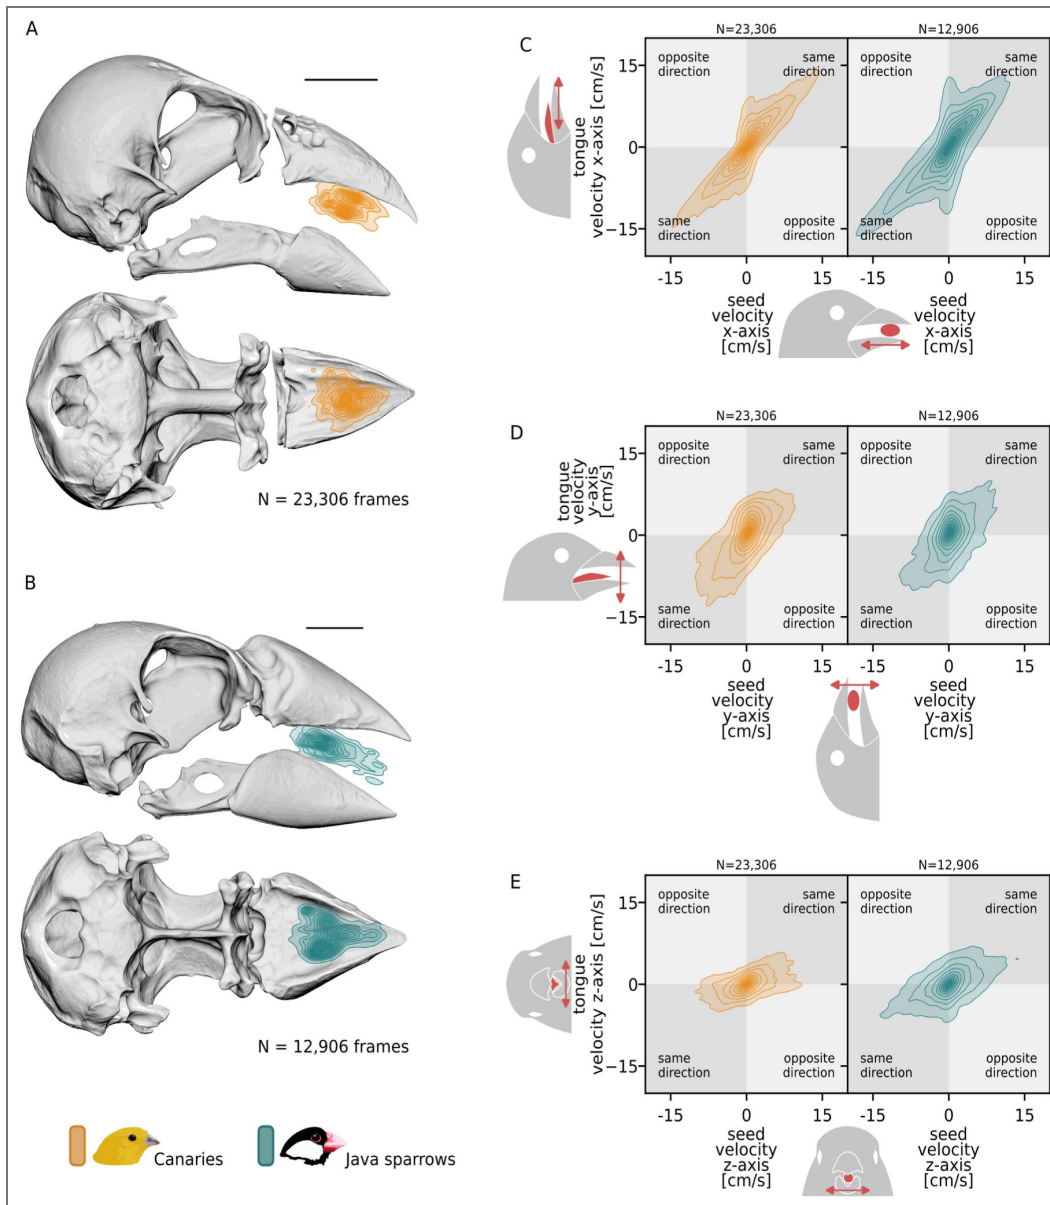 A
N = 23,306 frames
B
N = 12,906 frames
Canaries
Java sparrows
C
N=23,306
N=12,906
tongue
velocity x-axis [cm/s]
15
0
−15
opposite
direction
same
direction
same
direction
opposite
direction
opposite
direction
same
direction
same
direction
opposite
direction
-15
0
15
-15
0
15
seed
velocity
x-axis
[cm/s]
seed
velocity
x-axis
[cm/s]
D
N=23,306
N=12,906
tongue
velocity
y-axis
[cm/s]
15
0
−15
opposite
direction
same
direction
same
direction
opposite
direction
opposite
direction
same
direction
same
direction
opposite
direction
-15
0
15
-15
0
15
seed
velocity
y-axis
[cm/s]
seed
velocity
y-axis
[cm/s]
E
N=23,306
N=12,906
tongue
velocity z-axis [cm/s]
15
0
−15
opposite
direction
same
direction
same
direction
opposite
direction
opposite
direction
same
direction
same
direction
opposite
direction
-15
0
15
-15
0
15
seed
velocity
z-axis
[cm/s]
seed
velocity
z-axis
[cm/s]